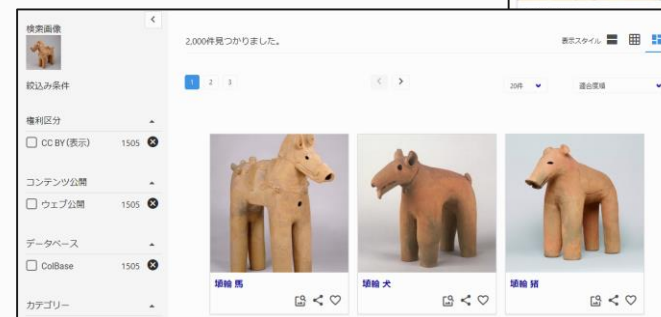 検索画像
2,000件見つかりました。
表示スタイル
絞込み条件
1 2 3
20件
適合度順
権利区分
CC BY(表示) 1505
コンテンツ公開
ウェブ公開 1505
データベース
ColBase 1505
カテゴリー
埴輪 馬
埴輪 犬
埴輪 猪